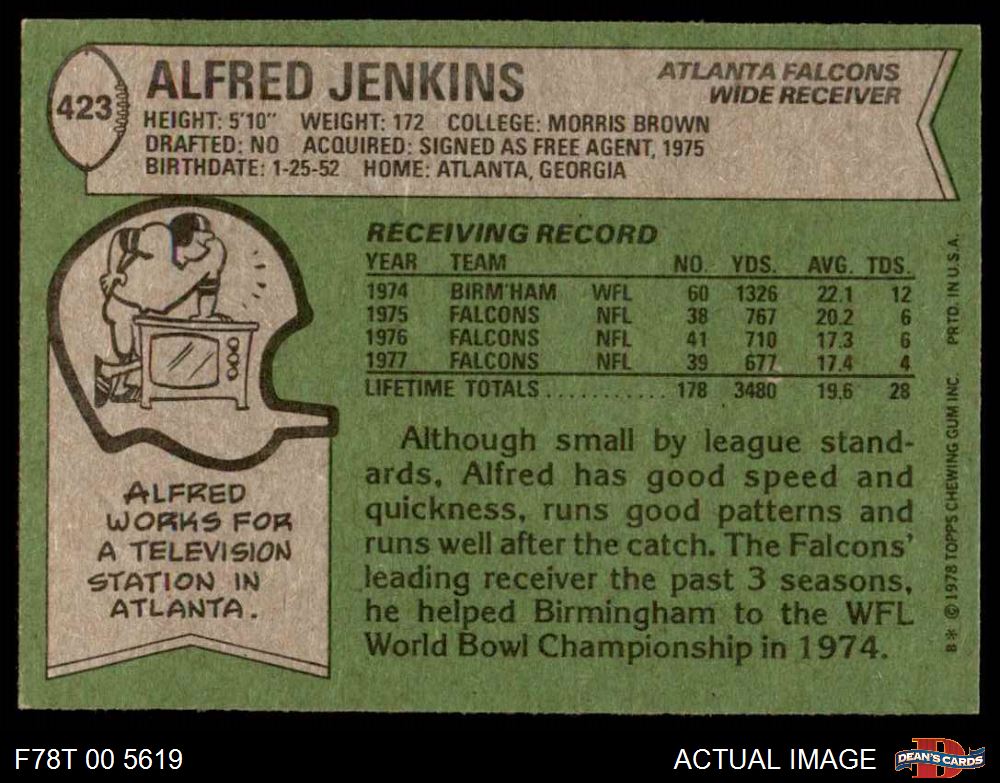 423
ALFRED JENKINS
ATLANTA FALCONS
WIDE RECEIVER
HEIGHT: 5'10" WEIGHT: 172 COLLEGE: MORRIS BROWN
DRAFTED: NO ACQUIRED: SIGNED AS FREE AGENT, 1975
BIRTHDATE: 1-25-52 HOME: ATLANTA, GEORGIA
RECEIVING RECORD
YEAR TEAM NO. YDS. AVG. TDS.
1974 BIRM'HAM WFL 60 1326 22.1 12
1975 FALCONS NFL 38 767 20.2 6
1976 FALCONS NFL 41 710 17.3 6
1977 FALCONS NFL 39 677 17.4 4
LIFETIME TOTALS ........... 178 3480 19.6 28
ALFRED
WORKS FOR
A TELEVISION
STATION IN
ATLANTA.
Although small by league stand-
ards, Alfred has good speed and
quickness, runs good patterns and
runs well after the catch. The Falcons'
leading receiver the past 3 seasons,
he helped Birmingham to the WFL
World Bowl Championship in 1974.
B* © 1978 TOPPS CHEWING GUM INC. PRTD. IN U.S.A.
F78T 00 5619
ACTUAL IMAGE
D
DEAN'S CARDS